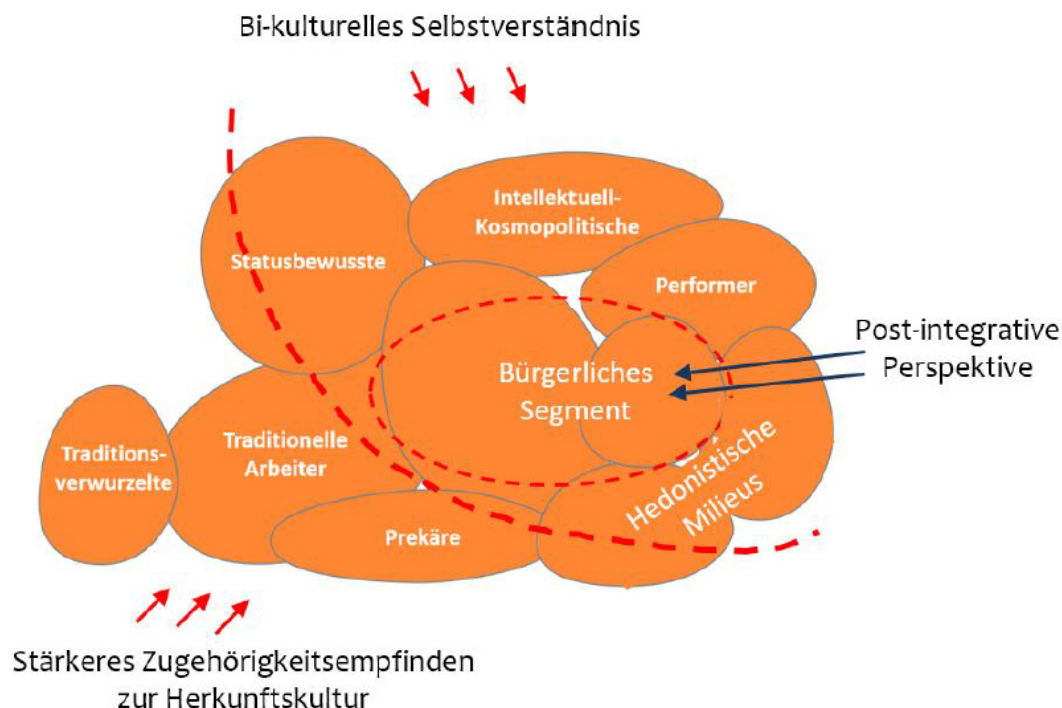 Bi-kulturelles Selbstverständnis
Intellektuell-
Kosmopolitische
Statusbewusste
Performer
Post-integrative
Perspektive
Bürgerliches
Segment
Traditions-
verwurzelte
Traditionelle
Arbeiter
Hedonistische
Milieus
Prekäre
Stärkeres Zugehörigkeitsempfinden
zur Herkunftskultur